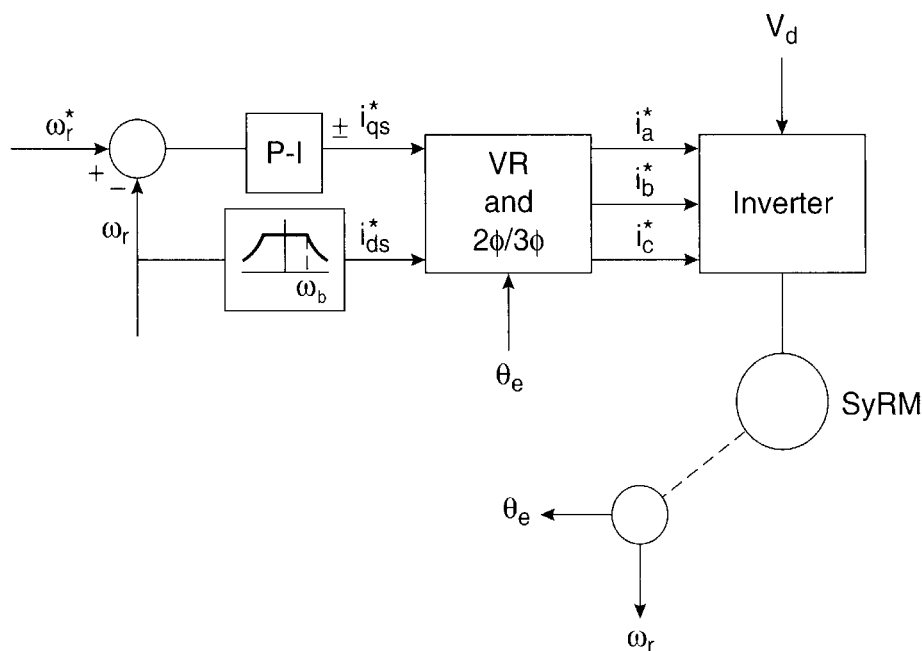 V_d
ω_r^*
+
−
P-I
± i_qs^*
VR
and
2ϕ/3ϕ
i_a^*
i_b^*
i_c^*
Inverter
ω_r
ω_b
i_ds^*
θ_e
SyRM
θ_e
ω_r